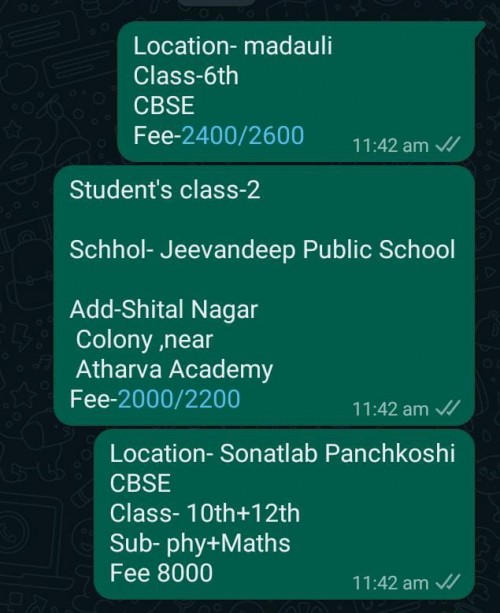 Location- madauli
Class-6th
CBSE
Fee-2400/2600
11:42 am
Student's class-2
Schhol- Jeevandeep Public School
Add-Shital Nagar
Colony ,near
Atharva Academy
Fee-2000/2200
11:42 am
Location- Sonatlab Panchkoshi
CBSE
Class- 10th+12th
Sub- phy+Maths
Fee 8000
11:42 am